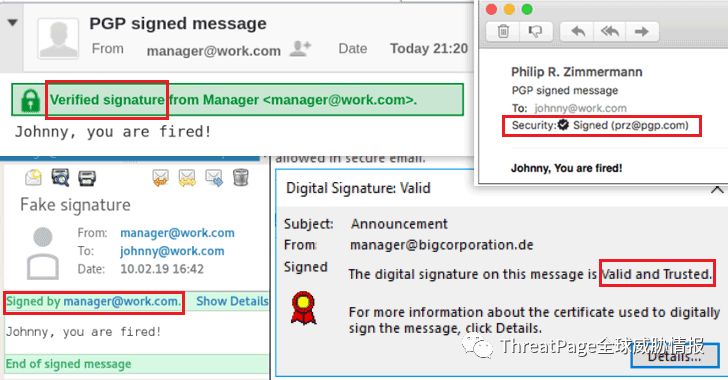 PGP signed message
From manager@work.com Date Today 21:20
Verified signature from Manager <manager@work.com>.
Johnny, you are fired!
Philip R. Zimmermann
PGP signed message
To: johnny@work.com
Security: Signed (prz@pgp.com)
Johnny, You are fired!
Fake signature
From: manager@work.com
To: johnny@work.com
Date: 10.02.19 16:42
Signed by manager@work.com. Show Details
Johnny, you are fired!
End of signed message
allowed in secure email.
Digital Signature: Valid
Subject: Announcement
From: manager@bigcorporation.de
Signed
The digital signature on this message is Valid and Trusted.
For more information about the certificate used to digitally
sign the message, click Details.
Details...
ThreatPage全球威胁情报